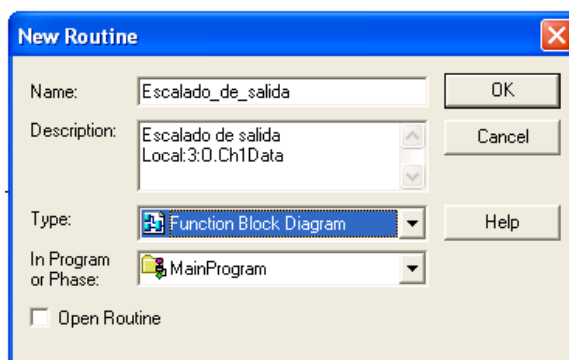 New Routine
Name:
Escalado_de_salida
OK
Description:
Escalado de salida
Local:3:O.Ch1Data
Cancel
Type:
Function Block Diagram
Help
In Program
or Phase:
MainProgram
Open Routine